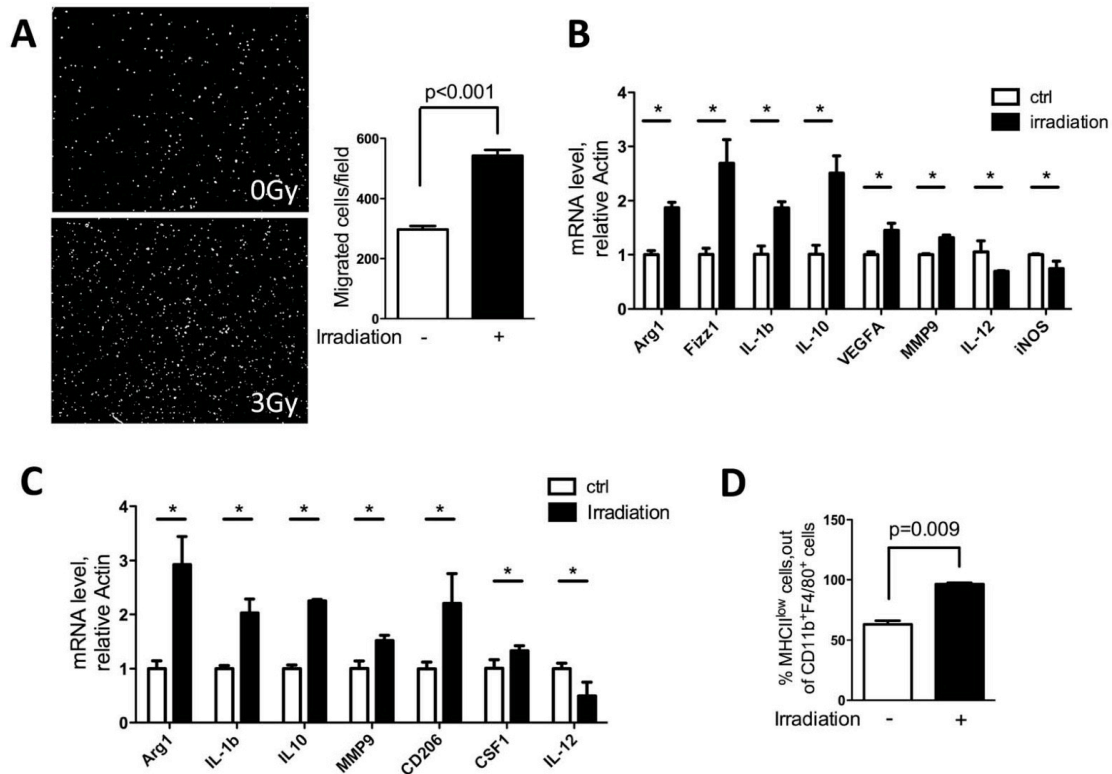 A
0Gy
3Gy
p<0.001
Migrated cells/field
600
400
200
0
Irradiation - +
B
ctrl
irradiation
mRNA level,
relative Actin
4
3
2
1
0
* * * * * * * *
Arg1 Fizz1 IL-1b IL-10 VEGFA MMP9 IL-12 iNOS
C
ctrl
Irradiation
mRNA level,
relative Actin
4
3
2
1
0
* * * * * * *
Arg1 IL-1b IL10 MMP9 CD206 CSF1 IL-12
D
p=0.009
% MHCII^low cells,out
of CD11b⁺F4/80⁺ cells
150
100
50
0
Irradiation - +